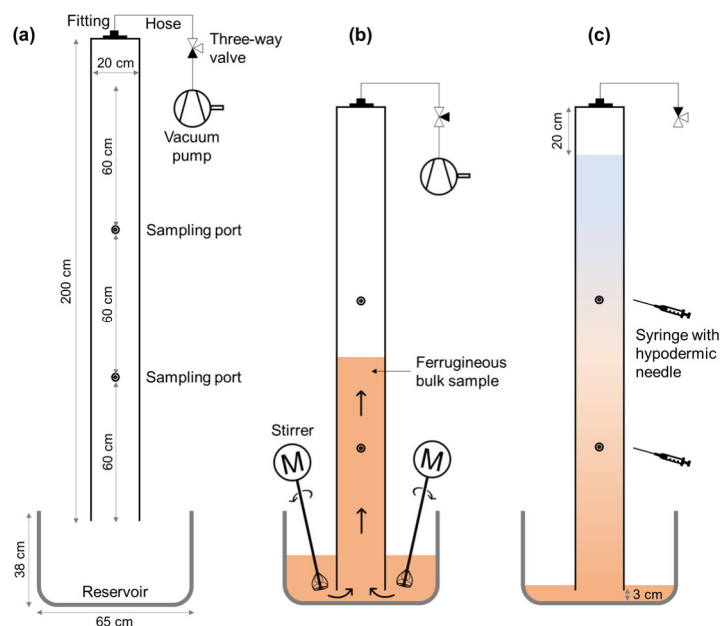 (a)
Fitting
Hose
Three-way
valve
20 cm
Vacuum
pump
60 cm
Sampling port
200 cm
60 cm
Sampling port
60 cm
38 cm
Reservoir
65 cm
(b)
Ferrugineous
bulk sample
Stirrer
M
M
(c)
20 cm
Syringe with
hypodermic
needle
3 cm